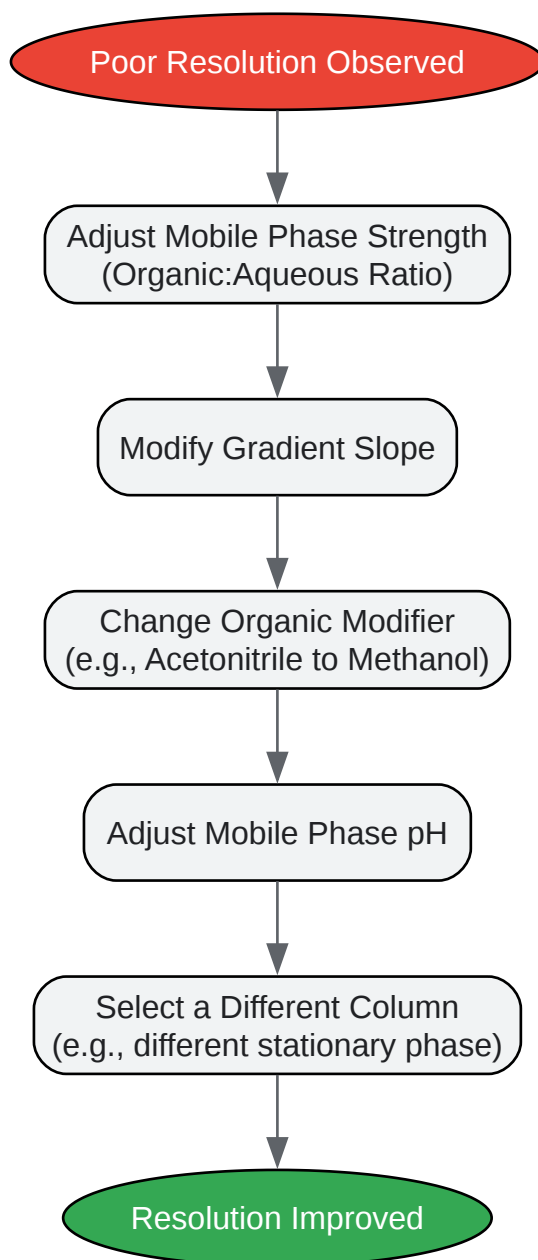 Poor Resolution Observed
Adjust Mobile Phase Strength
(Organic:Aqueous Ratio)
Modify Gradient Slope
Change Organic Modifier
(e.g., Acetonitrile to Methanol)
Adjust Mobile Phase pH
Select a Different Column
(e.g., different stationary phase)
Resolution Improved